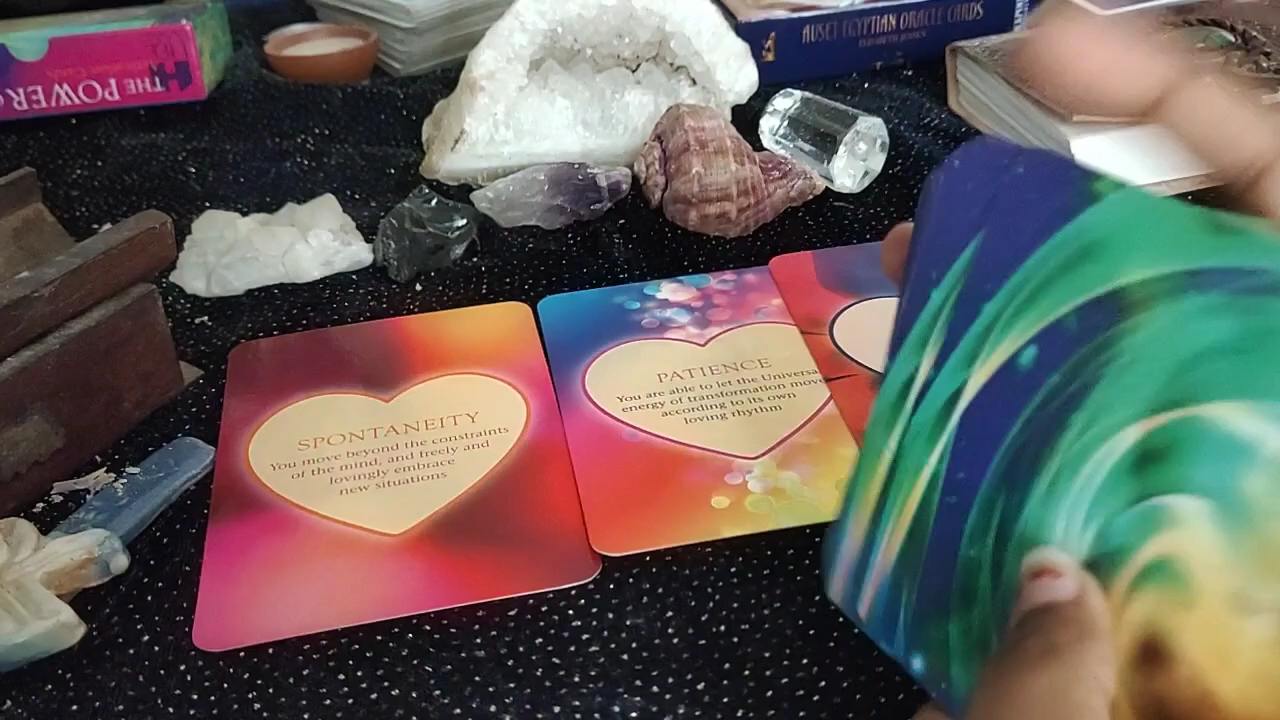 THE POWER
AUSET EGYPTIAN ORACLE CARDS
SPONTANEITY
You move beyond the constraints
of the mind, and freely and
lovingly embrace
new situations
PATIENCE
You are able to let the Universal
energy of transformation move
according to its own
loving rhythm